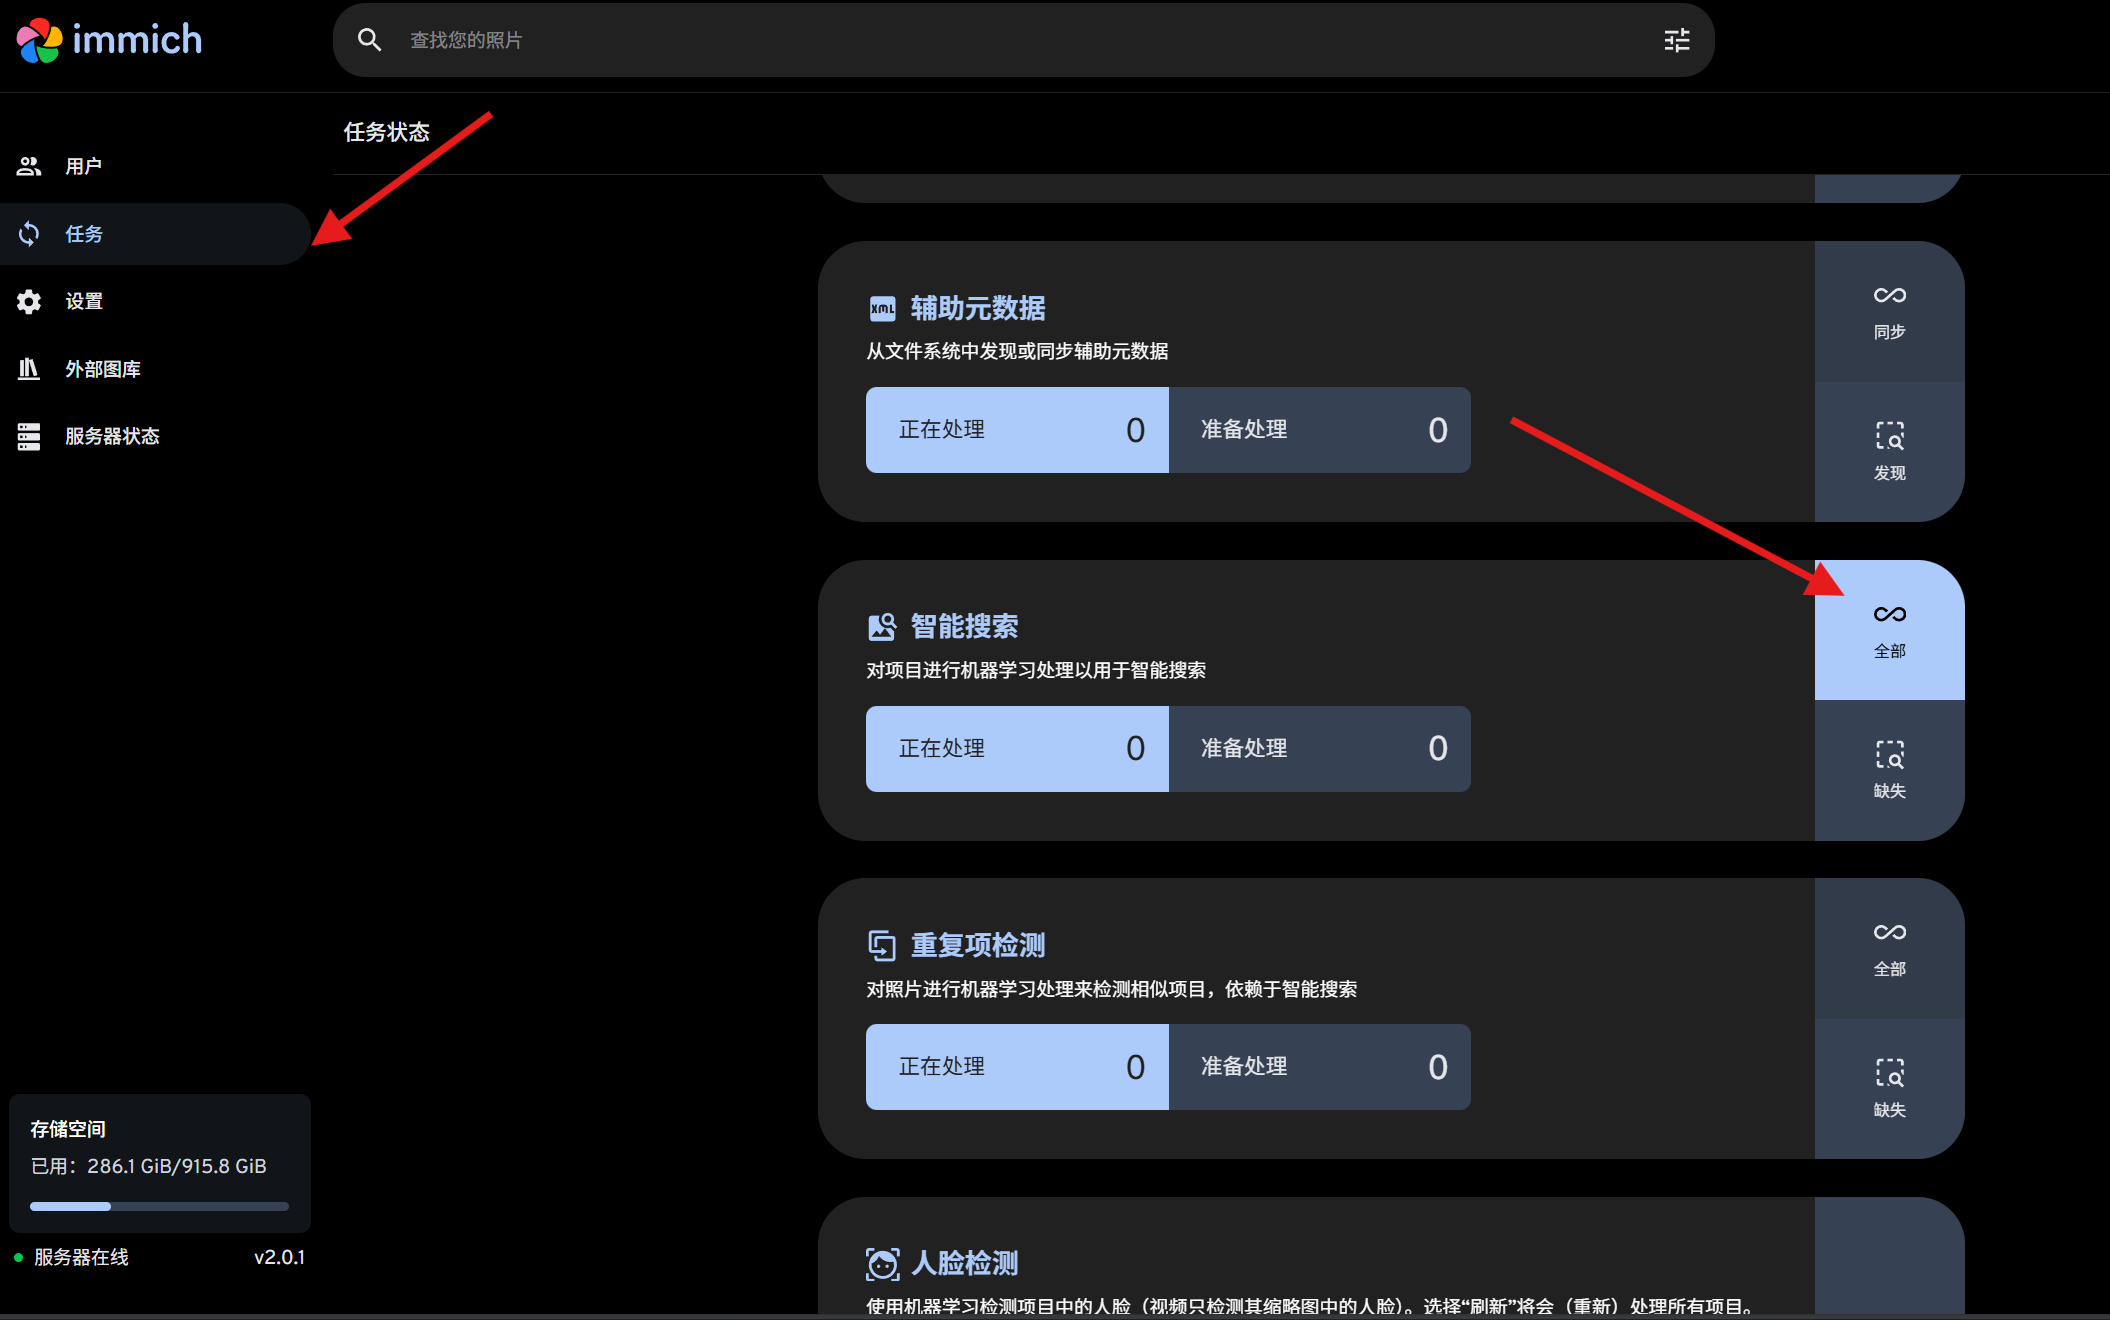 immich
查找您的照片
任务状态
用户
任务
设置
外部图库
服务器状态
XML
辅助元数据
从文件系统中发现或同步辅助元数据
正在处理 0 准备处理 0
同步
发现
智能搜索
对项目进行机器学习处理以用于智能搜索
正在处理 0 准备处理 0
全部
缺失
重复项检测
对照片进行机器学习处理来检测相似项目，依赖于智能搜索
正在处理 0 准备处理 0
全部
缺失
人脸检测
使用机器学习检测项目中的人脸（视频只检测其缩略图中的人脸）。选择“刷新”将会（重新）处理所有项目。
存储空间
已用：286.1 GiB/915.8 GiB
服务器在线 v2.0.1